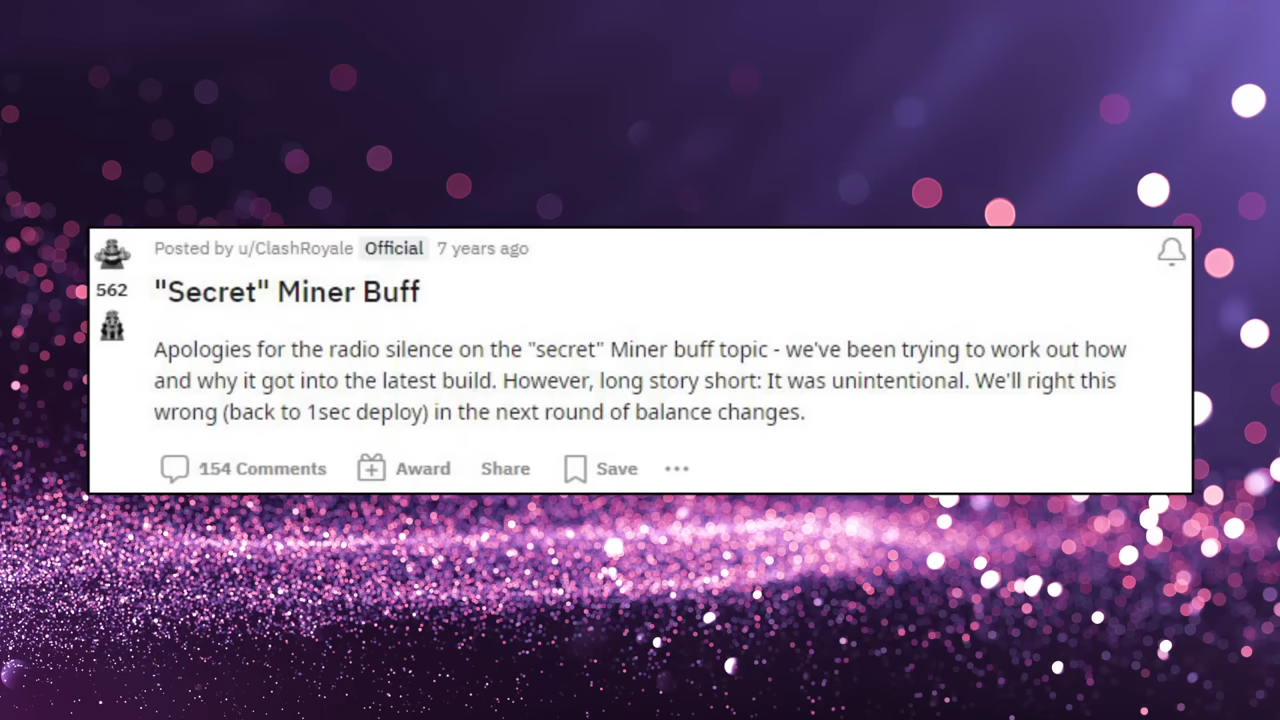 Posted by u/ClashRoyale Official 7 years ago
562
"Secret" Miner Buff
Apologies for the radio silence on the "secret" Miner buff topic - we've been trying to work out how
and why it got into the latest build. However, long story short: It was unintentional. We'll right this
wrong (back to 1sec deploy) in the next round of balance changes.
154 Comments Award Share Save